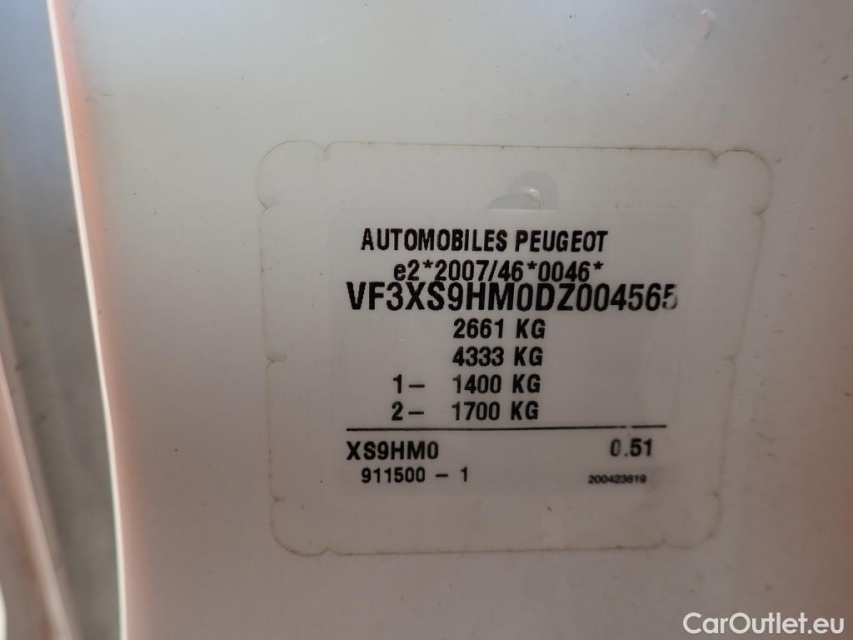 AUTOMOBILES PEUGEOT
e2*2007/46*0046*
VF3XS9HM0DZ004565
2661 KG
4333 KG
1– 1400 KG
2– 1700 KG
XS9HM0 0.51
911500 – 1 200423619
CarOutlet.eu